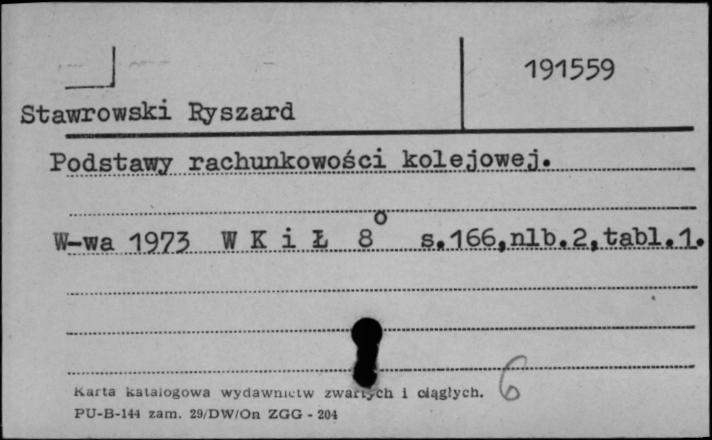 191559
Stawrowski Ryszard
Podstawy rachunkowości kolejowej.
W-wa 1973 W K i Ł 8° s.166,nlb.2,tabl.1.
Karta katalogowa wydawnictw zwartych i ciągłych.
6
PU-B-144 zam. 29/DW/On ZGG - 204